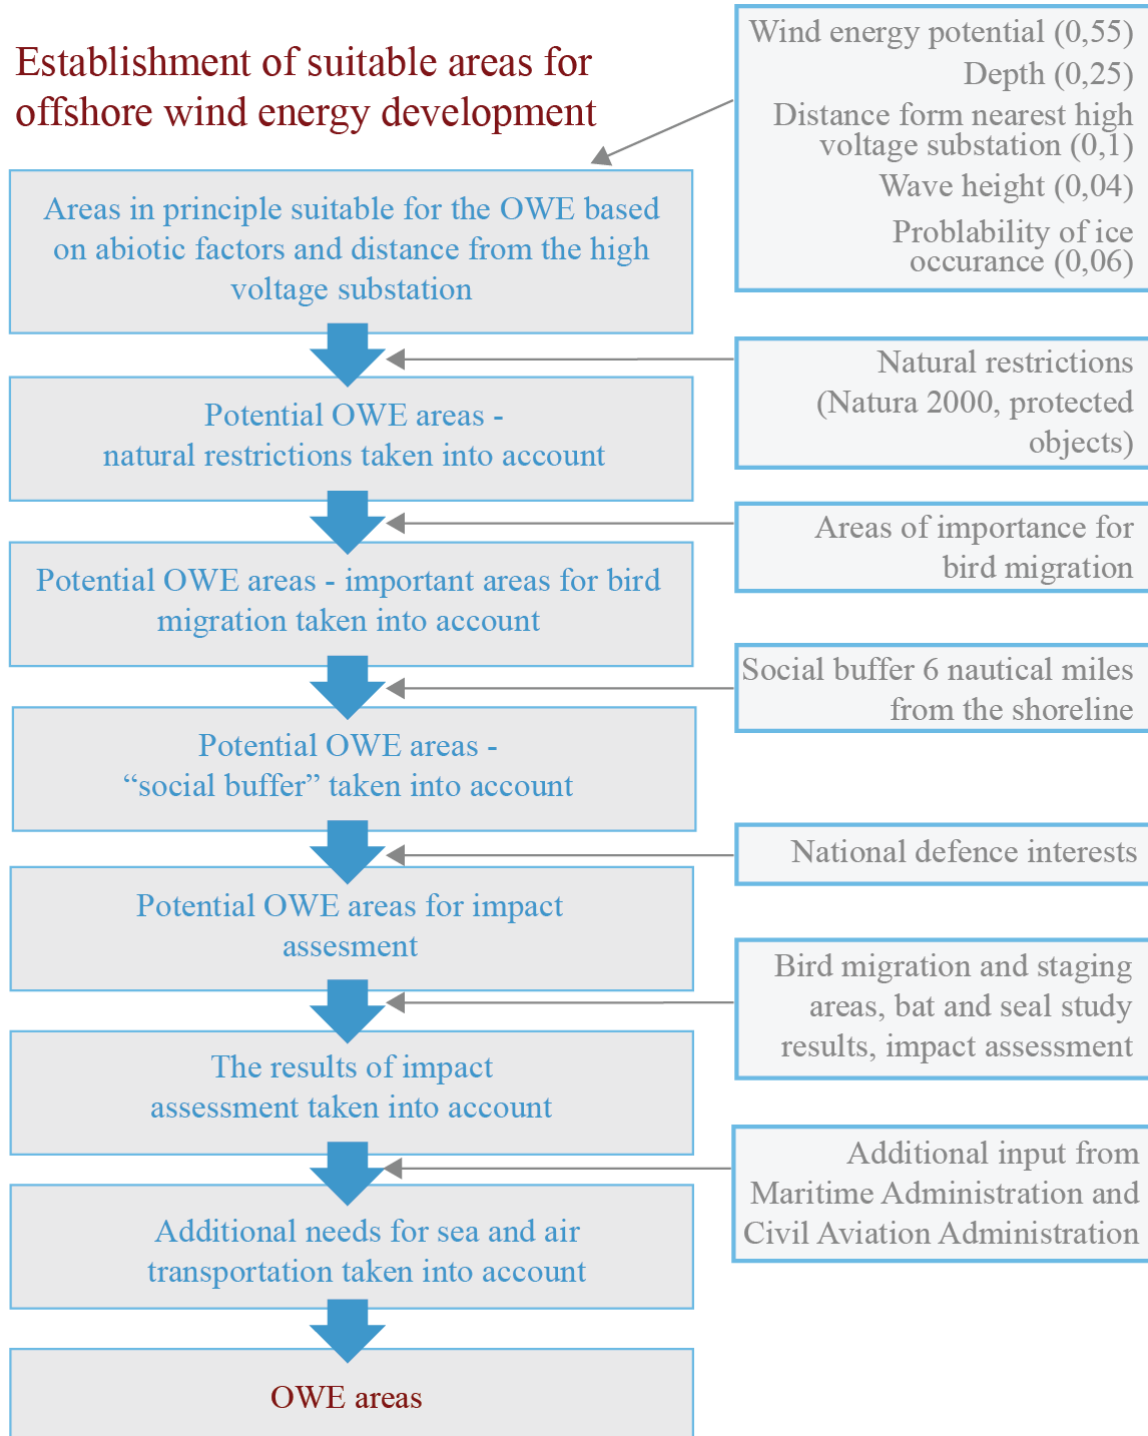 Establishment of suitable areas for
offshore wind energy development
Wind energy potential (0,55)
Depth (0,25)
Distance form nearest high
voltage substation (0,1)
Wave height (0,04)
Problability of ice
occurance (0,06)
Areas in principle suitable for the OWE based
on abiotic factors and distance from the high
voltage substation
Natural restrictions
(Natura 2000, protected
objects)
Potential OWE areas -
natural restrictions taken into account
Areas of importance for
bird migration
Potential OWE areas - important areas for bird
migration taken into account
Social buffer 6 nautical miles
from the shoreline
Potential OWE areas -
“social buffer” taken into account
National defence interests
Potential OWE areas for impact
assesment
Bird migration and staging
areas, bat and seal study
results, impact assessment
The results of impact
assessment taken into account
Additional input from
Maritime Administration and
Civil Aviation Administration
Additional needs for sea and air
transportation taken into account
OWE areas